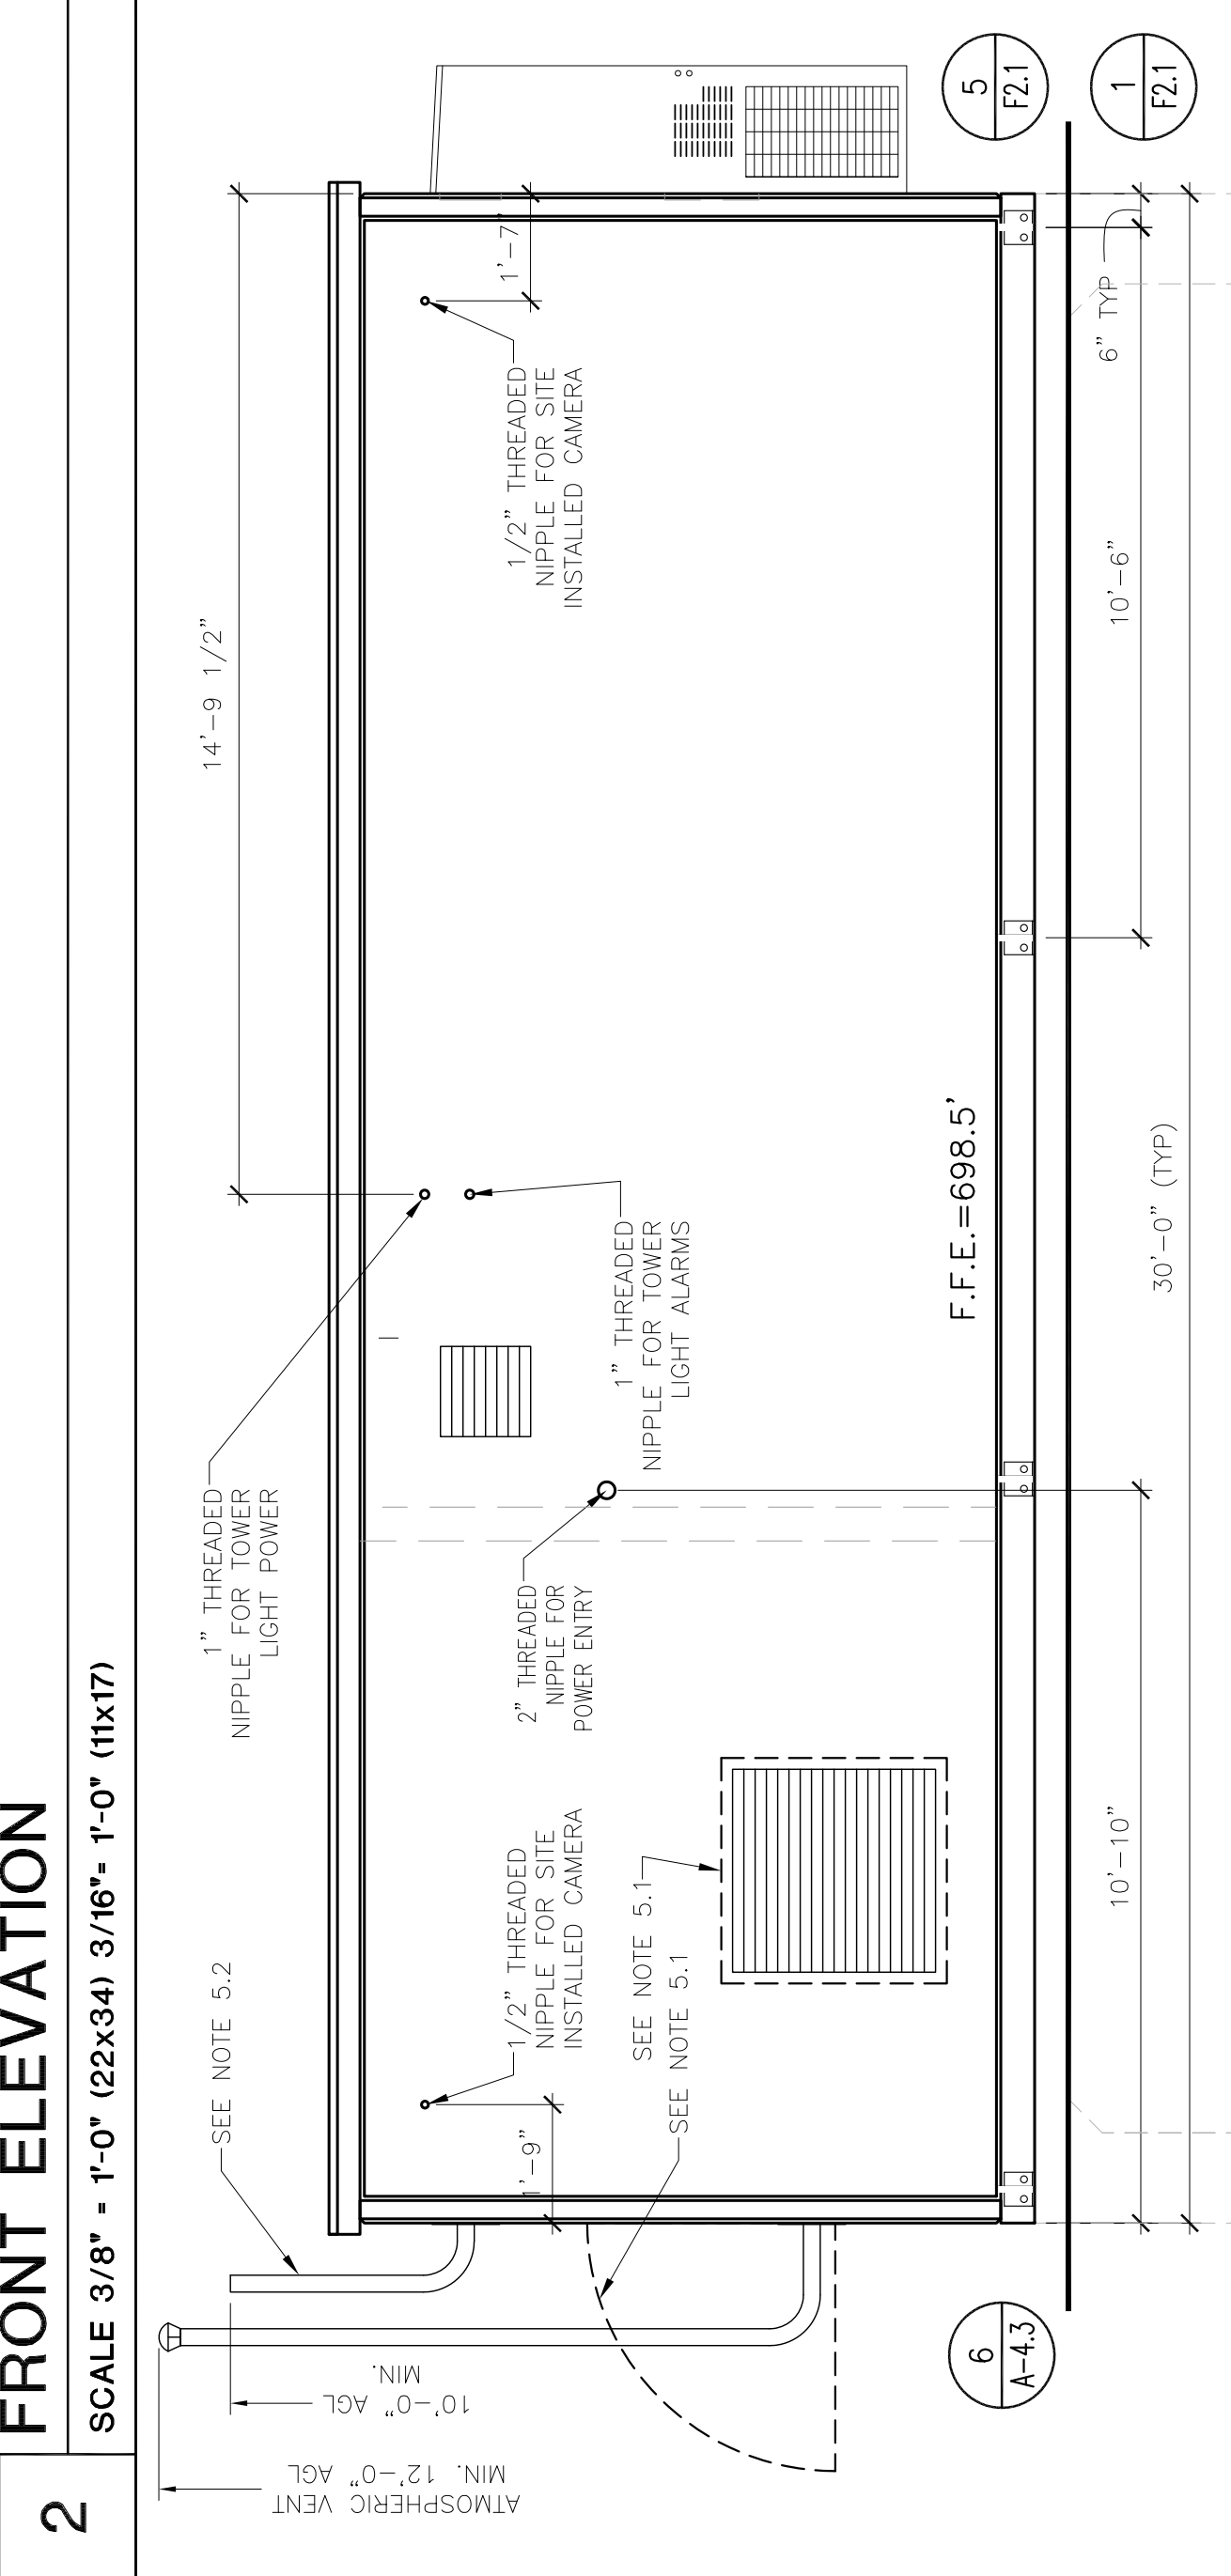 2
FRONT ELEVATION
SCALE 3/8" = 1'-0" (22x34) 3/16"= 1'-0" (11x17)
14'-9 1/2"
SEE NOTE 5.2
1" THREADED
NIPPLE FOR TOWER
LIGHT POWER
ATMOSPHERIC VENT
MIN. 12'-0" AGL
10'-0" AGL
MIN.
1'-9"
1/2" THREADED
NIPPLE FOR SITE
INSTALLED CAMERA
2" THREADED
NIPPLE FOR
POWER ENTRY
1" THREADED
NIPPLE FOR TOWER
LIGHT ALARMS
1/2" THREADED
NIPPLE FOR SITE
INSTALLED CAMERA
1'-7"
SEE NOTE 5.1
SEE NOTE 5.1
F.F.E.=698.5'
6
A-4.3
5
F2.1
1
F2.1
10'-10"
10'-6"
6" TYP
30'-0" (TYP)